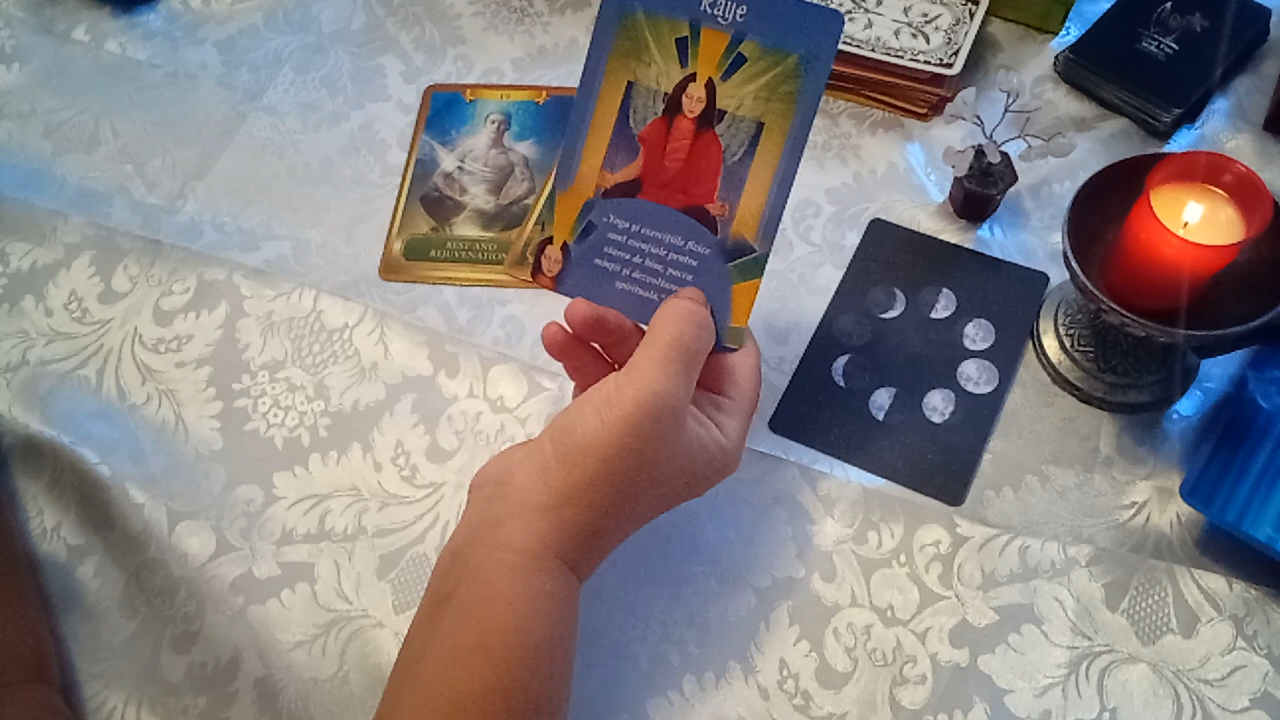 Kaye
19
REST AND
REJUVENATION
„Yoga și exercițiile fizice
sunt esențiale pentru
starea de bine, pacea
minții și dezvoltarea
spirituală.“